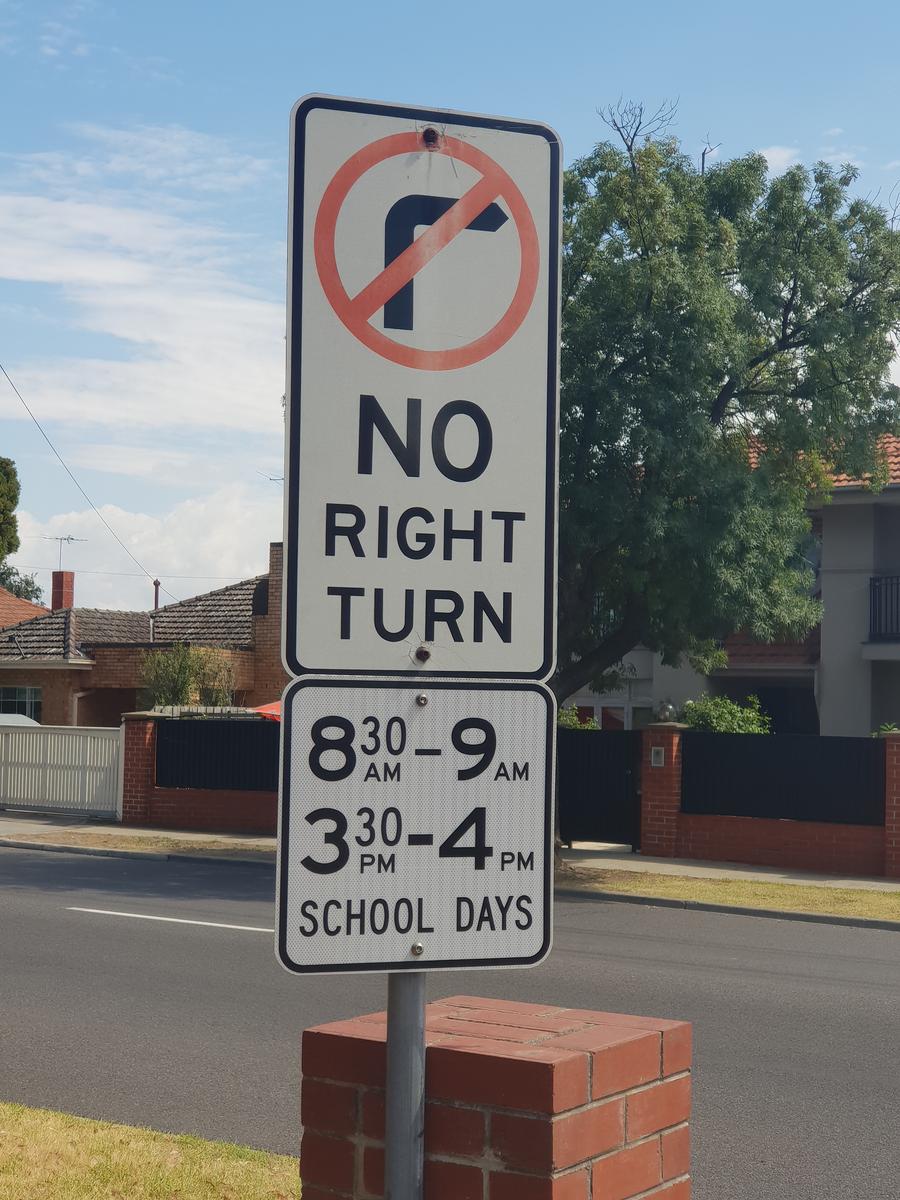 NO
RIGHT
TURN
8 30 AM – 9 AM
3 30 PM - 4 PM
SCHOOL DAYS